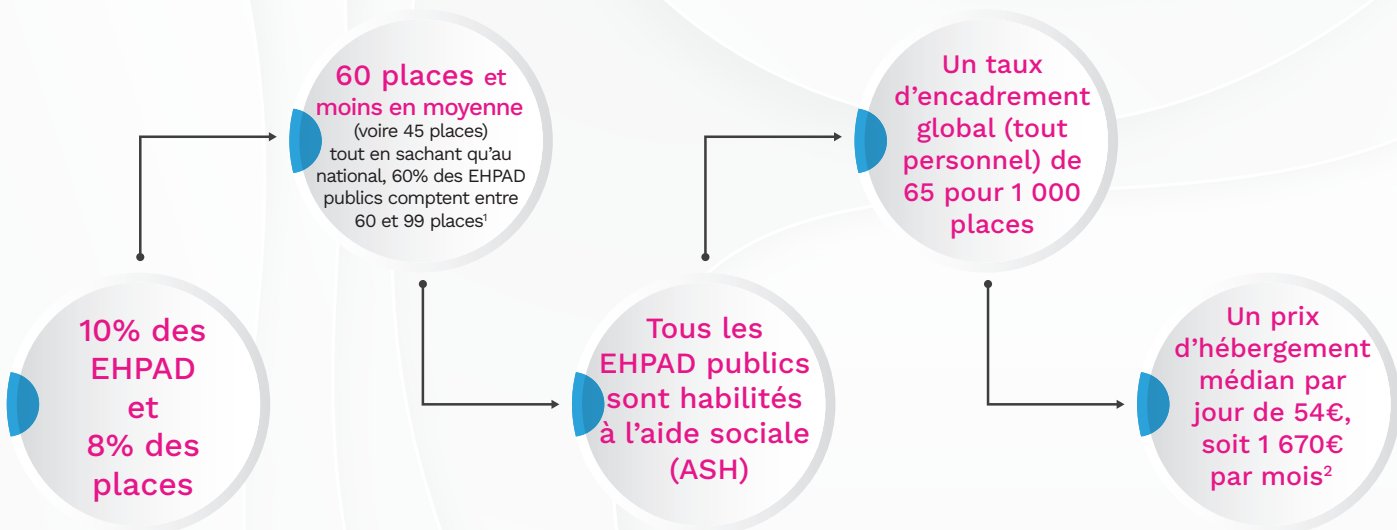 10% des
EHPAD
et
8% des
places
60 places et
moins en moyenne
(voire 45 places)
tout en sachant qu'au
national, 60% des EHPAD
publics comptent entre
60 et 99 places¹
Tous les
EHPAD publics
sont habilités
à l'aide sociale
(ASH)
Un taux
d'encadrement
global (tout
personnel) de
65 pour 1 000
places
Un prix
d'hébergement
médian par
jour de 54€,
soit 1 670€
par mois²